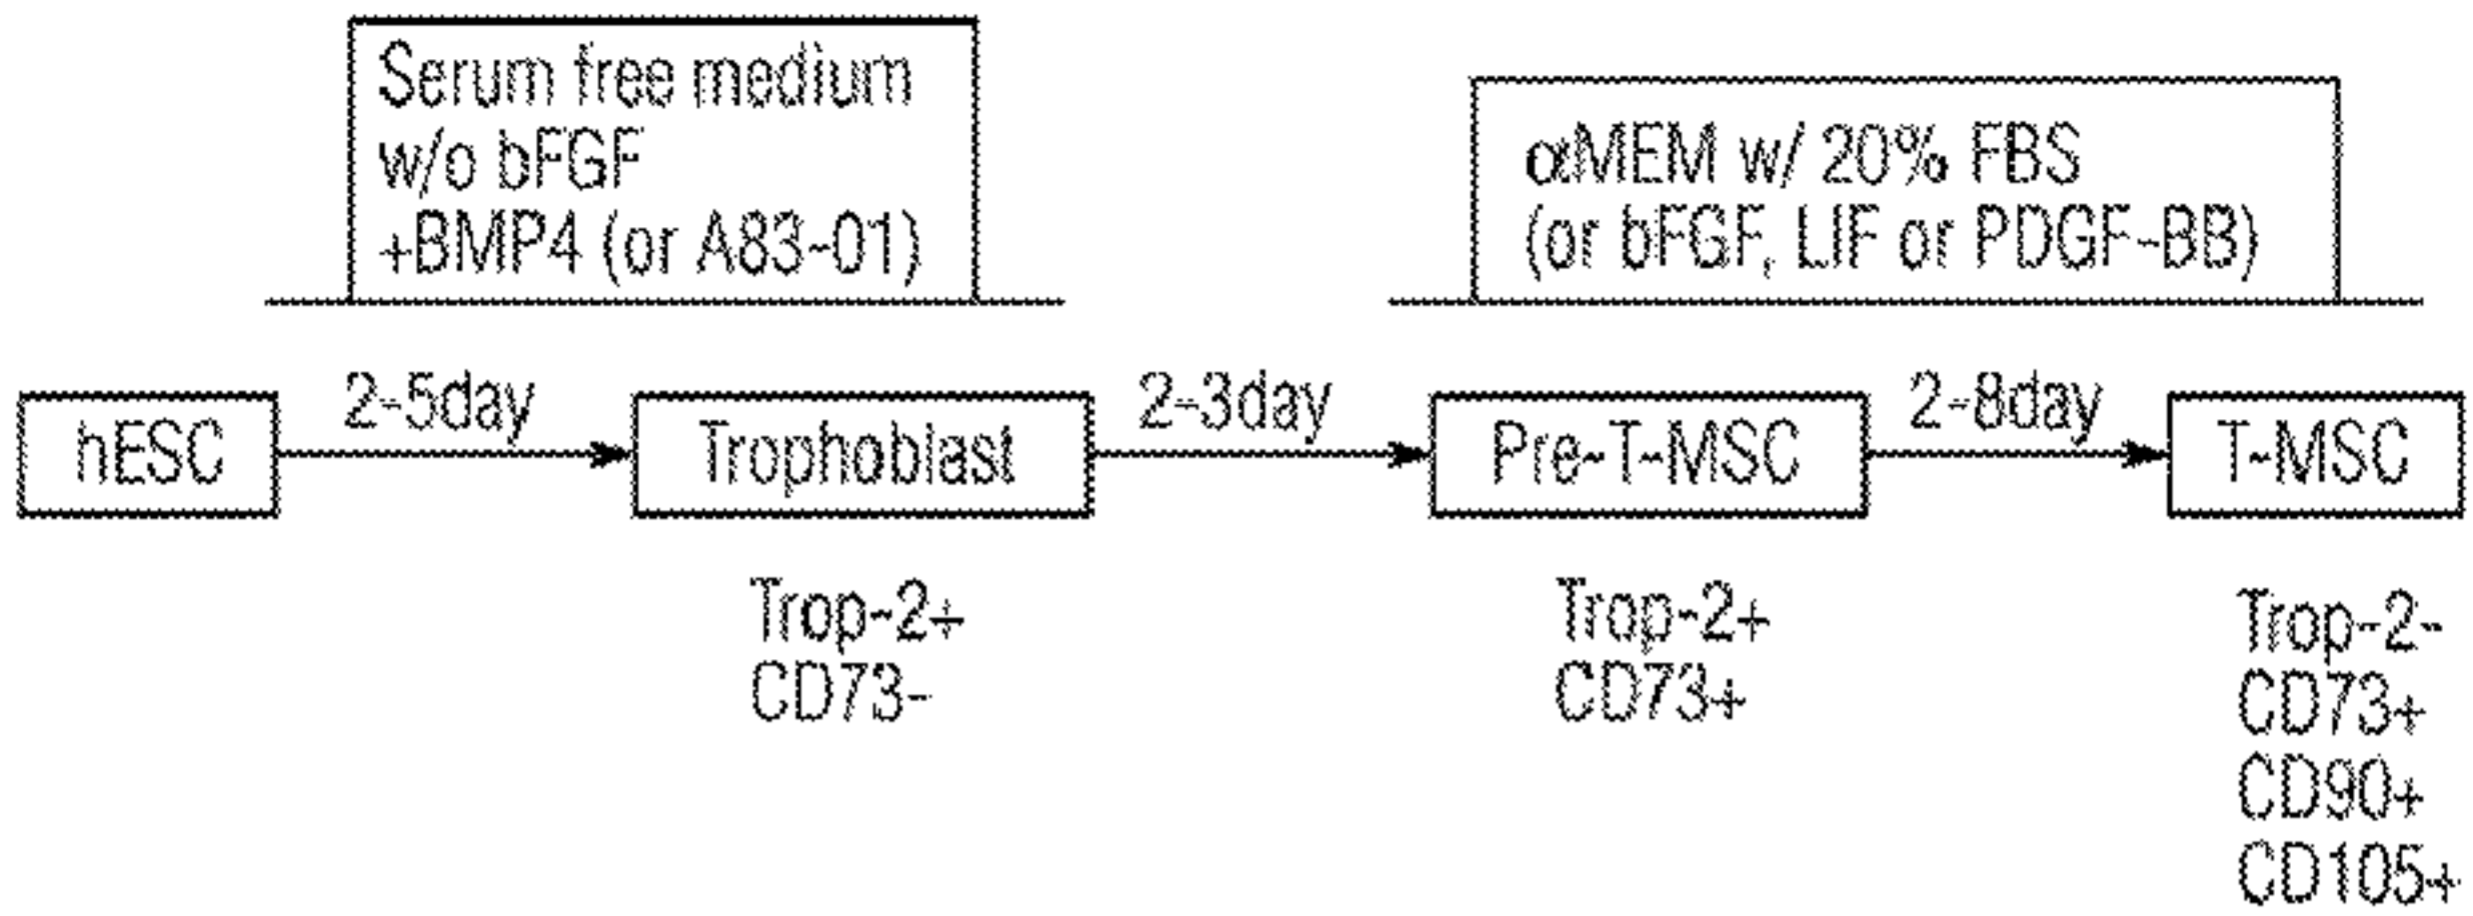 Serum free medium
w/o bFGF
+BMP4 (or A83-01)
αMEM w/ 20% FBS
(or bFGF, LIF or PDGF-BB)
hESC
2-5day
Trophoblast
2-3day
Pre-T-MSC
2-8day
T-MSC
Trop-2+
CD73-
Trop-2+
CD73+
Trop-2-
CD73+
CD90+
CD105+